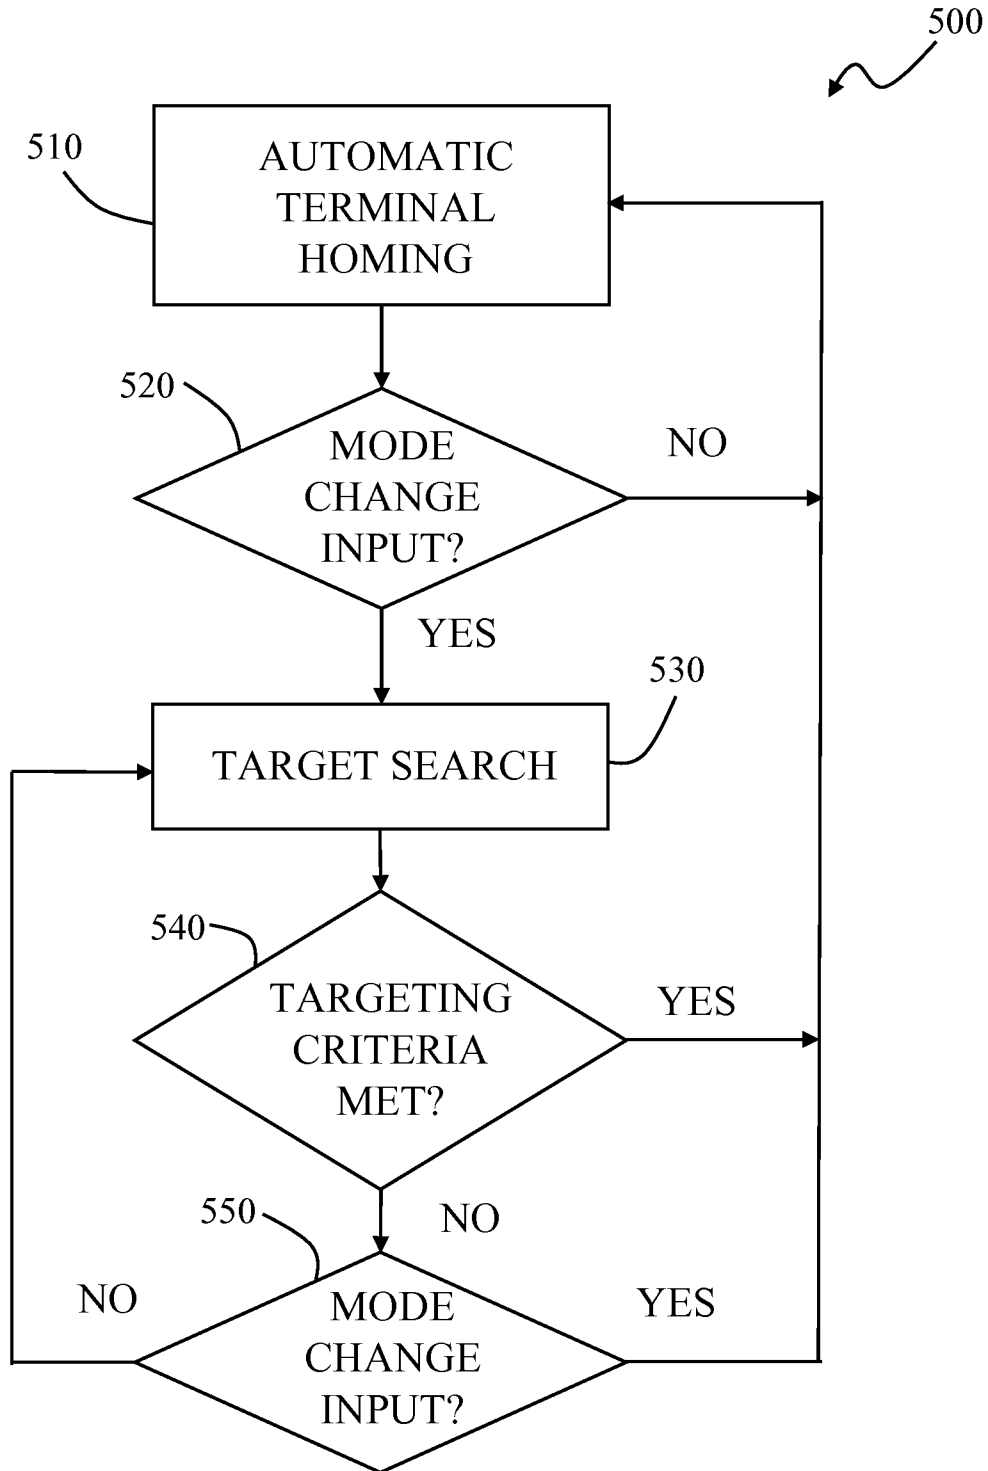 500
510
AUTOMATIC
TERMINAL
HOMING
520
MODE
CHANGE
INPUT?
NO
YES
530
TARGET SEARCH
540
TARGETING
CRITERIA
MET?
YES
NO
550
NO
MODE
CHANGE
INPUT?
YES